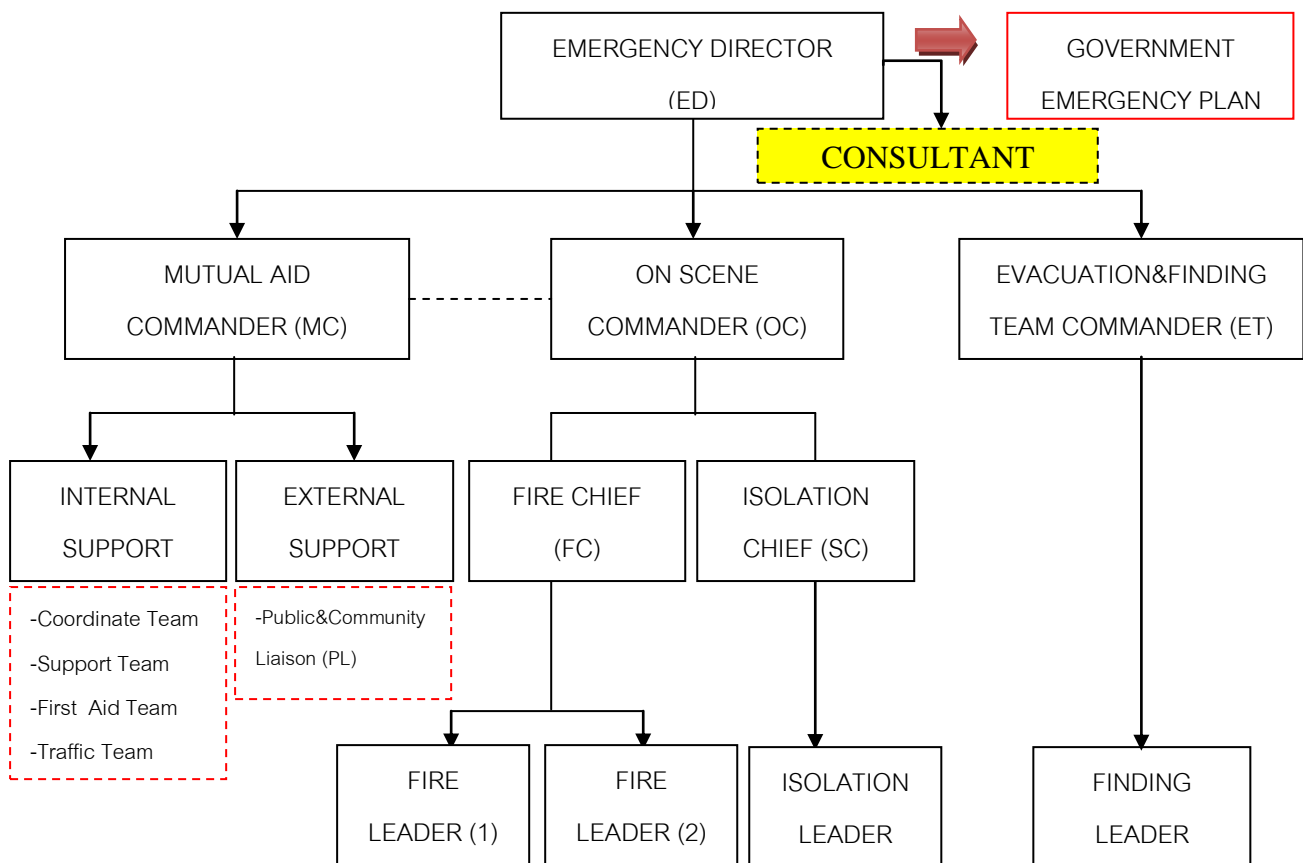 EMERGENCY DIRECTOR
(ED)
GOVERNMENT
EMERGENCY PLAN
CONSULTANT
MUTUAL AID
COMMANDER (MC)
ON SCENE
COMMANDER (OC)
EVACUATION&FINDING
TEAM COMMANDER (ET)
INTERNAL
SUPPORT
EXTERNAL
SUPPORT
FIRE CHIEF
(FC)
ISOLATION
CHIEF (SC)
-Coordinate Team
-Support Team
-First Aid Team
-Traffic Team
-Public&Community
Liaison (PL)
FIRE
LEADER (1)
FIRE
LEADER (2)
ISOLATION
LEADER
FINDING
LEADER